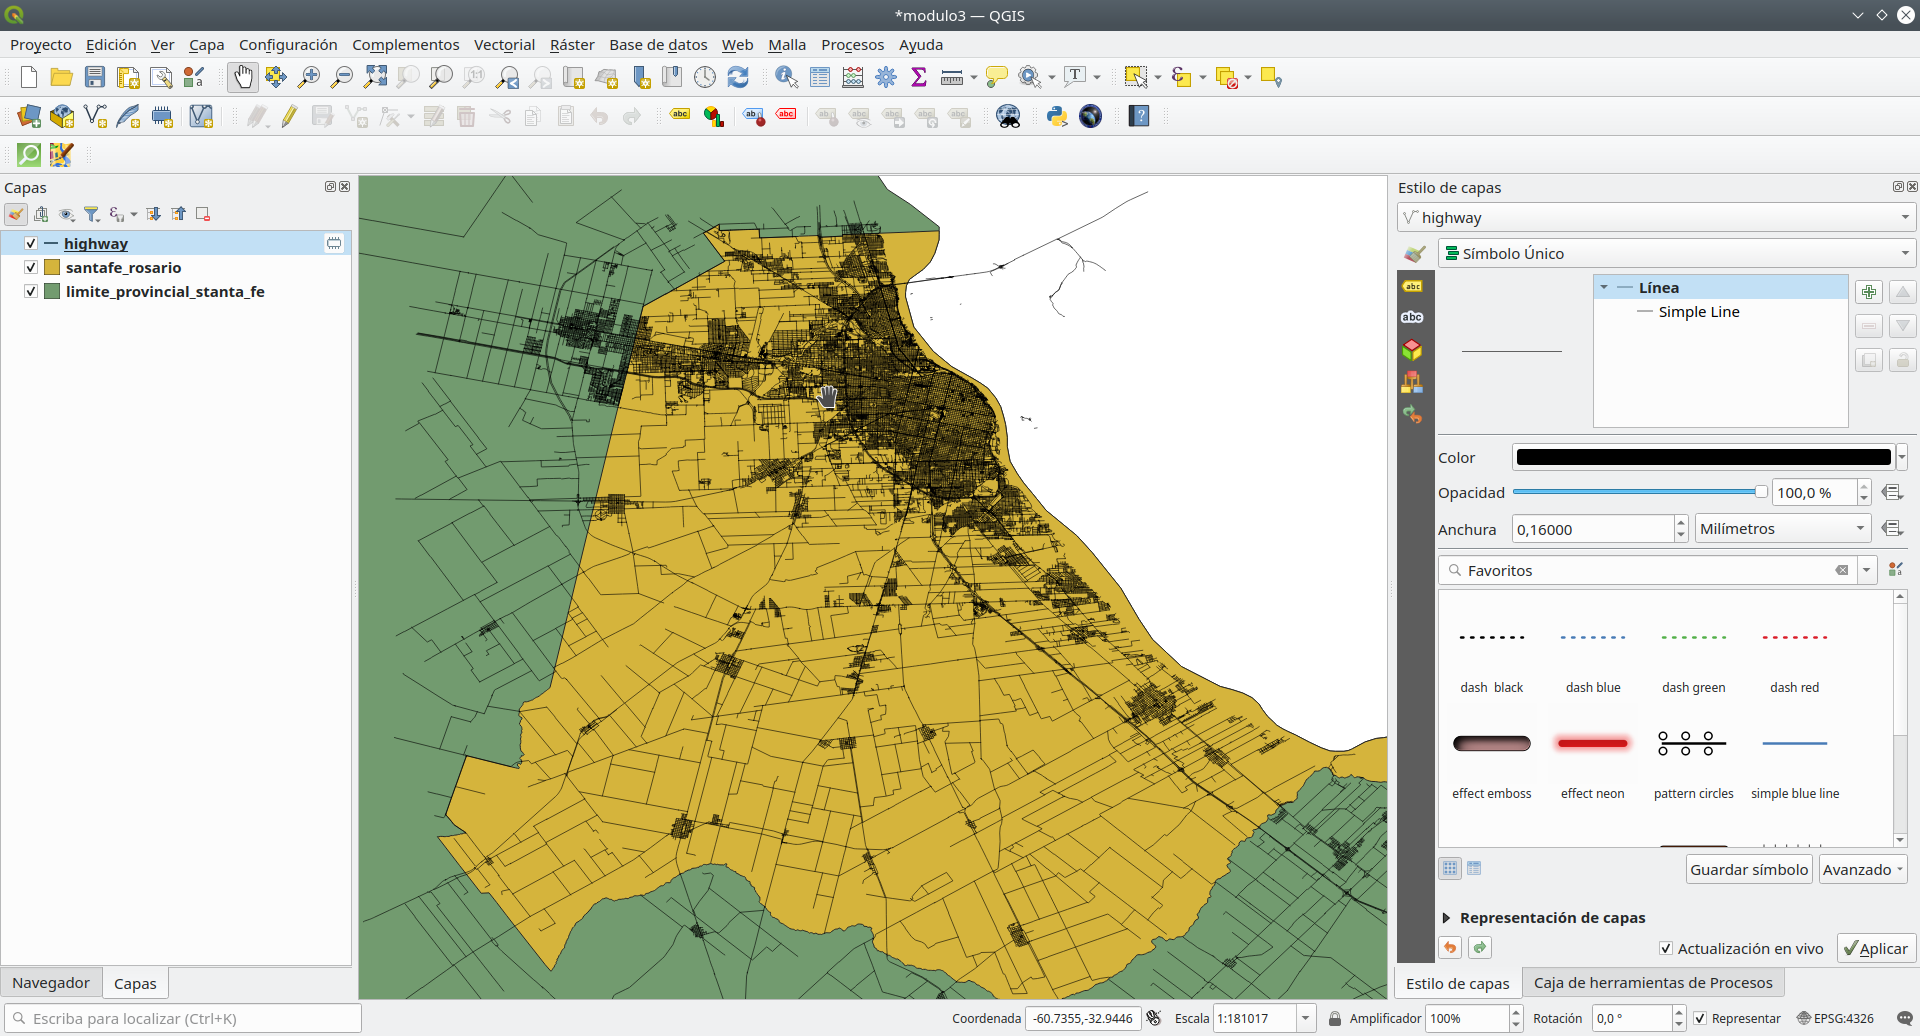 *modulo3 — QGIS
Proyecto Edición Ver Capa Configuración Complementos Vectorial Ráster Base de datos Web Malla Procesos Ayuda
Capas
highway
santafe_rosario
limite_provincial_stanta_fe
Navegador Capas
Estilo de capas
highway
Símbolo Único
Línea
Simple Line
Color
Opacidad 100,0 %
Anchura 0,16000 Milímetros
Favoritos
dash  black dash blue dash green dash red
effect emboss effect neon pattern circles simple blue line
Guardar símbolo Avanzado
Representación de capas
Actualización en vivo Aplicar
Estilo de capas Caja de herramientas de Procesos
Escriba para localizar (Ctrl+K) Coordenada -60.7355,-32.9446 Escala 1:181017 Amplificador 100% Rotación 0,0 ° Representar EPSG:4326